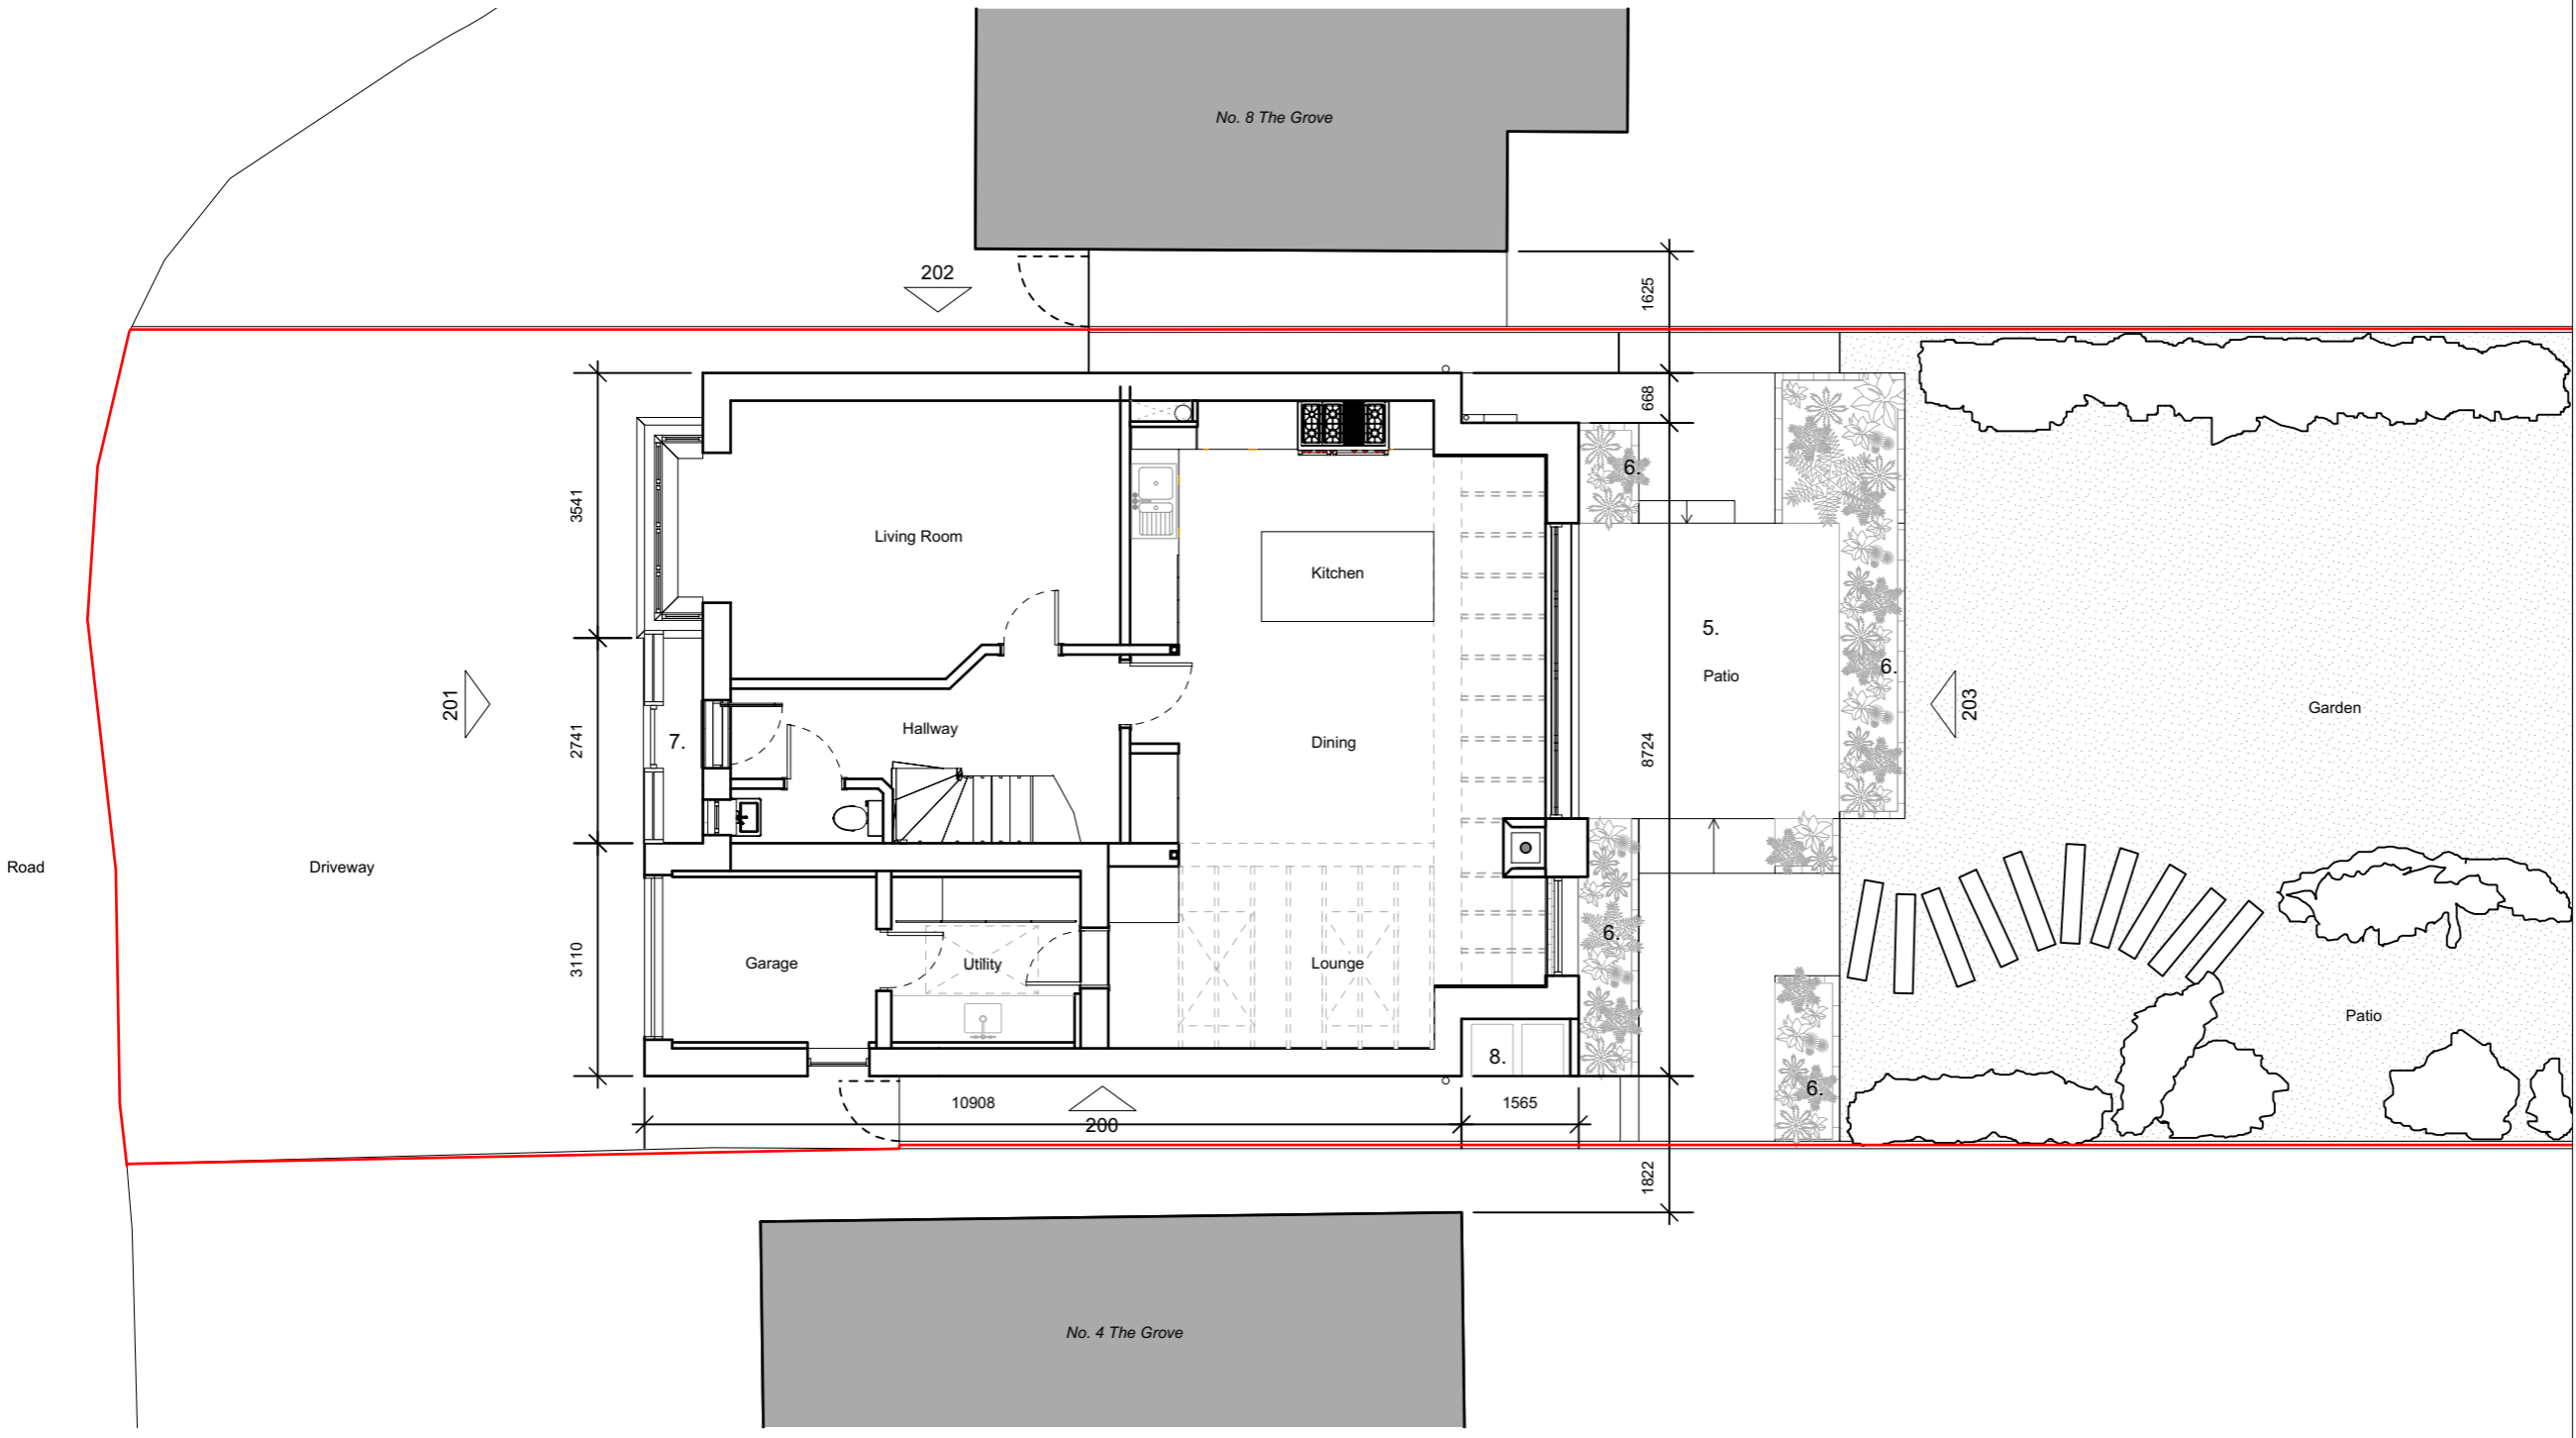 No. 8 The Grove
202
1625
668
3541
6.
Living Room
Kitchen
5.
Patio
6.
201
203
2741
7.
Hallway
Dining
8724
Garden
Road
Driveway
3110
Garage
Utility
Lounge
6.
Patio
8.
6.
10908
200
1565
1822
No. 4 The Grove